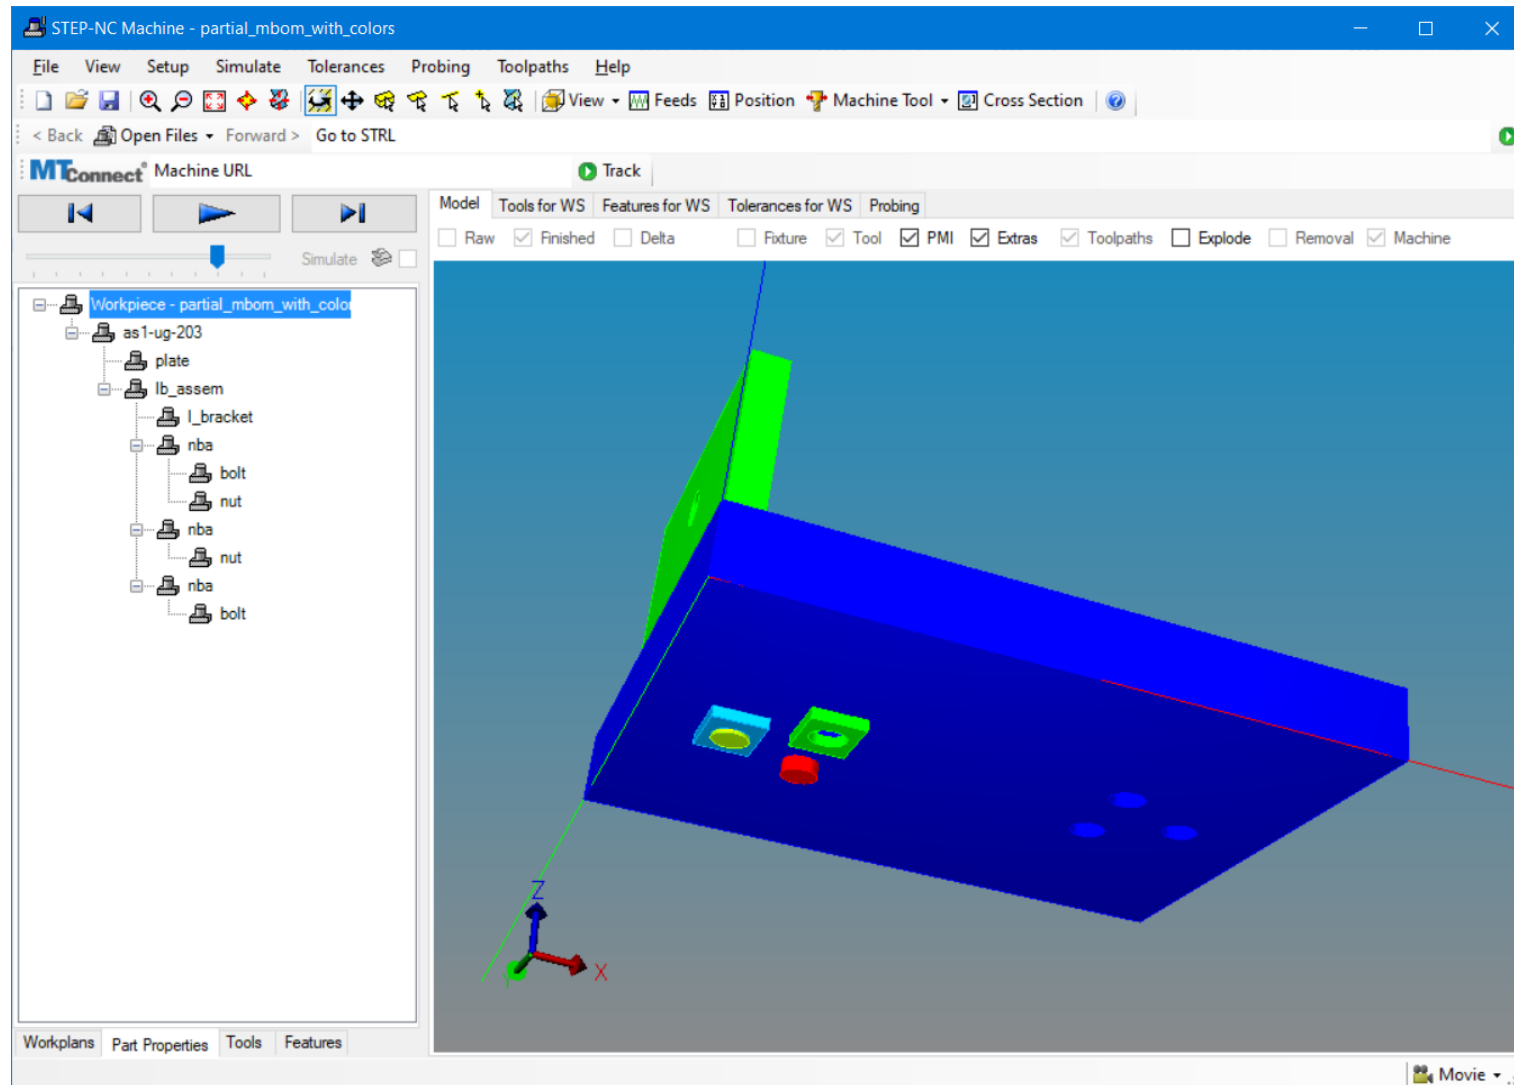 STEP-NC Machine - partial_mbom_with_colors
File View Setup Simulate Tolerances Probing Toolpaths Help
View Feeds Position Machine Tool Cross Section
< Back Open Files Forward > Go to STRL
MTConnect® Machine URL Track
Model Tools for WS Features for WS Tolerances for WS Probing
Raw Finished Delta Fixture Tool PMI Extras Toolpaths Explode Removal Machine
Simulate
Workpiece - partial_mbom_with_color
as1-ug-203
plate
lb_assem
l_bracket
nba
bolt
nut
nba
nut
nba
bolt
Z
X
Y
Workplans Part Properties Tools Features
Movie